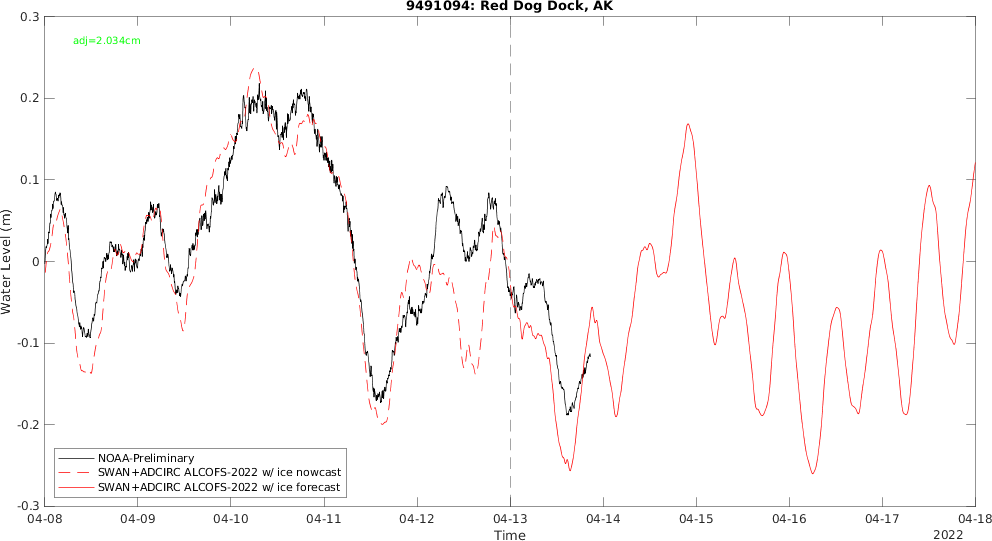 9491094: Red Dog Dock, AK
adj=2.034cm
0.3
0.2
0.1
0
-0.1
-0.2
-0.3
Water Level (m)
NOAA-Preliminary
SWAN+ADCIRC ALCOFS-2022 w/ ice nowcast
SWAN+ADCIRC ALCOFS-2022 w/ ice forecast
04-08 04-09 04-10 04-11 04-12 04-13 04-14 04-15 04-16 04-17 04-18
Time
2022